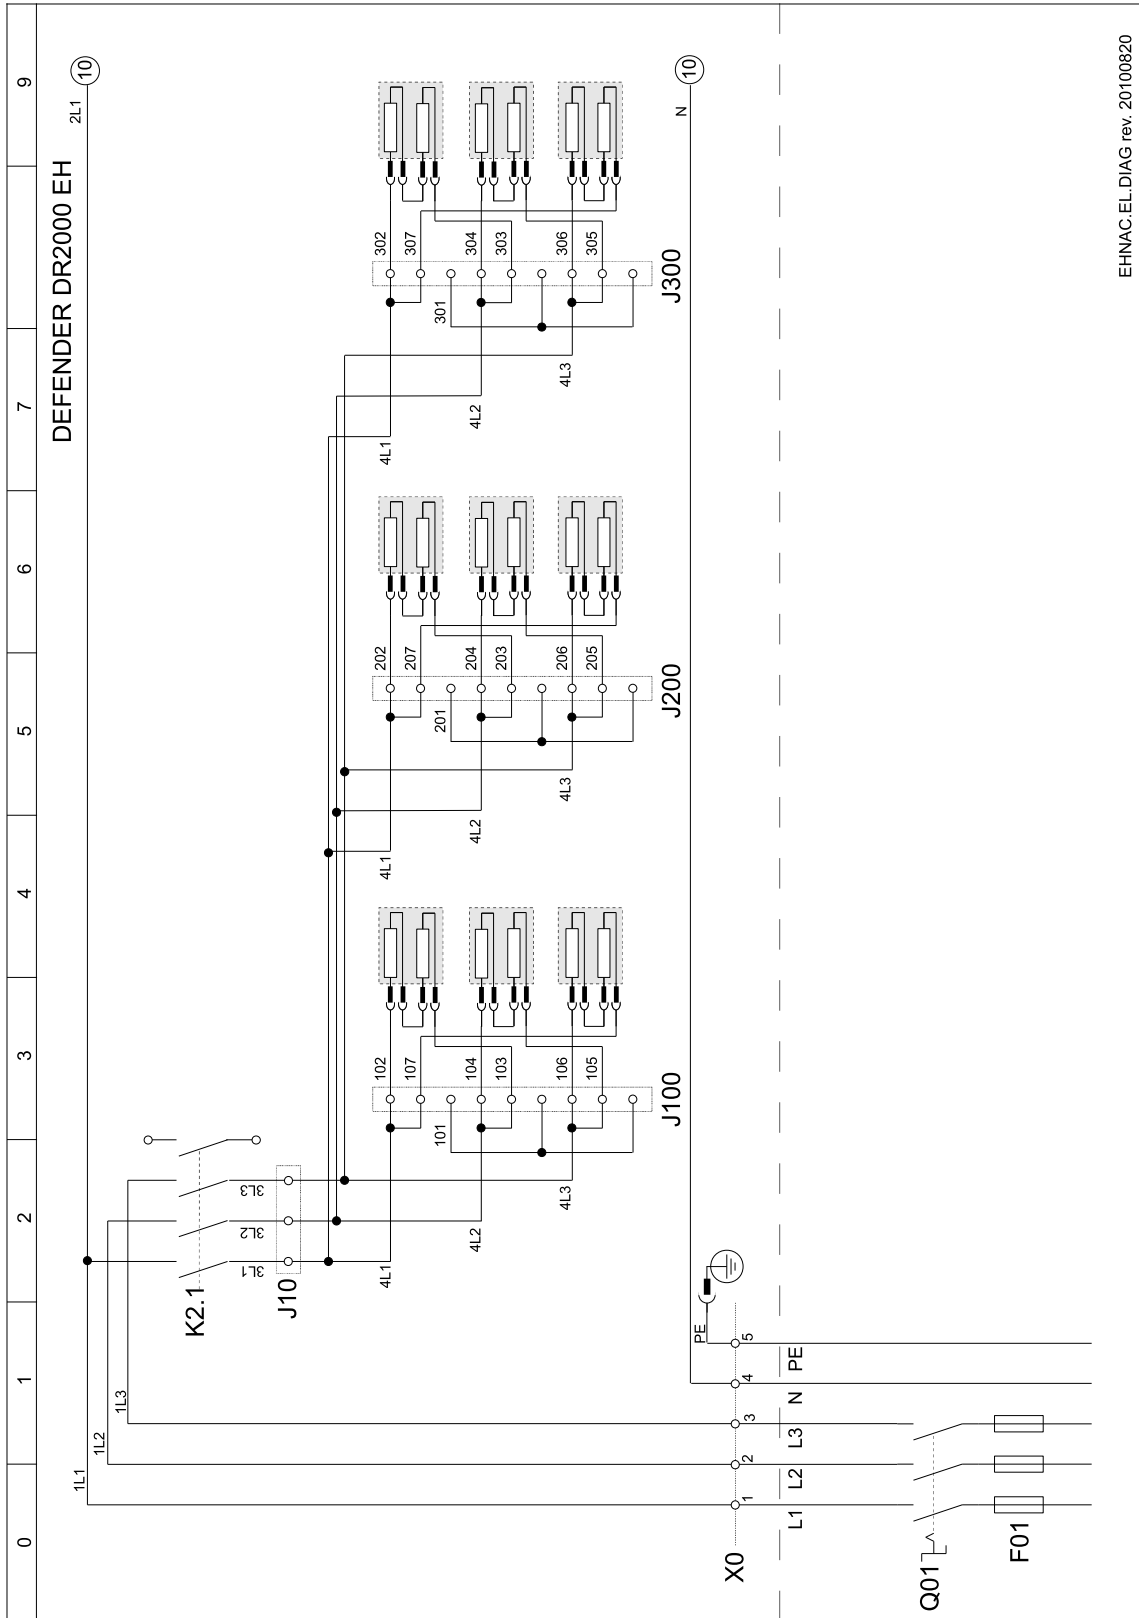 0 1 2 3 4 5 6 7 9
DEFENDER DR2000 EH
1L1
2L1
10
1L2
1L3
K2.1
3L1
3L2
3L3
J10
4L1
4L2
4L3
102
107
101
104
103
106
105
J100
4L1
4L2
4L3
202
207
201
204
203
206
205
J200
4L1
4L2
4L3
302
307
301
304
303
306
305
J300
N
10
PE
X0
1 2 3 4 5
L1 L2 L3 N PE
Q01
F01
EHNAC.EL.DIAG rev. 20100820